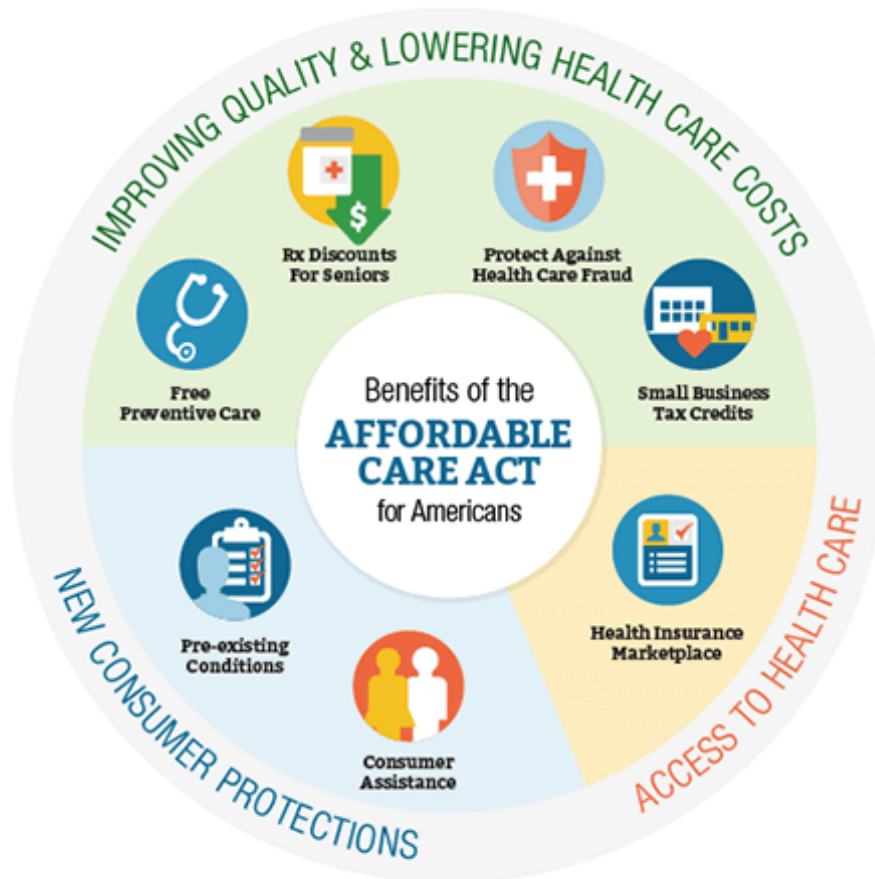 IMPROVING QUALITY & LOWERING HEALTH CARE COSTS
Rx Discounts
For Seniors
Protect Against
Health Care Fraud
Free
Preventive Care
Small Business
Tax Credits
Benefits of the
AFFORDABLE
CARE ACT
for Americans
Pre-existing
Conditions
Consumer
Assistance
NEW CONSUMER PROTECTIONS
Health Insurance
Marketplace
ACCESS TO HEALTH CARE
$